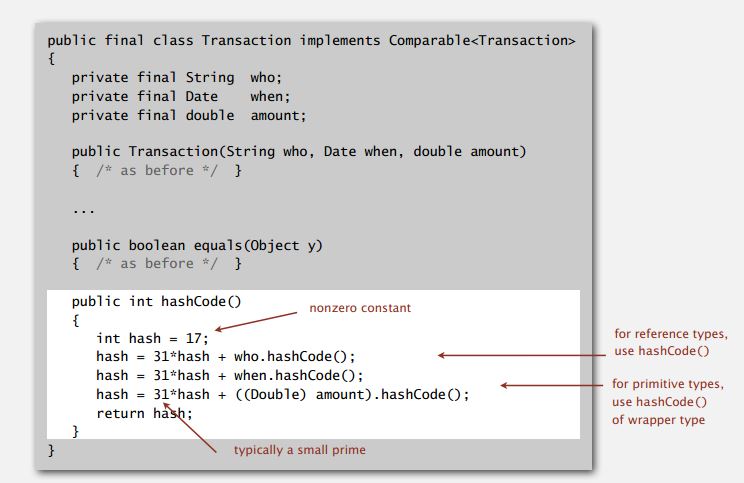 public final class Transaction implements Comparable<Transaction>
{
   private final String  who;
   private final Date    when;
   private final double  amount;

   public Transaction(String who, Date when, double amount)
   {  /* as before */  }

   ...

   public boolean equals(Object y)
   {  /* as before */  }

   public int hashCode()
nonzero constant
   {
      int hash = 17;
for reference types,
use hashCode()
      hash = 31*hash + who.hashCode();
      hash = 31*hash + when.hashCode();
for primitive types,
use hashCode()
of wrapper type
      hash = 31*hash + ((Double) amount).hashCode();
      return hash;
   }
typically a small prime
}